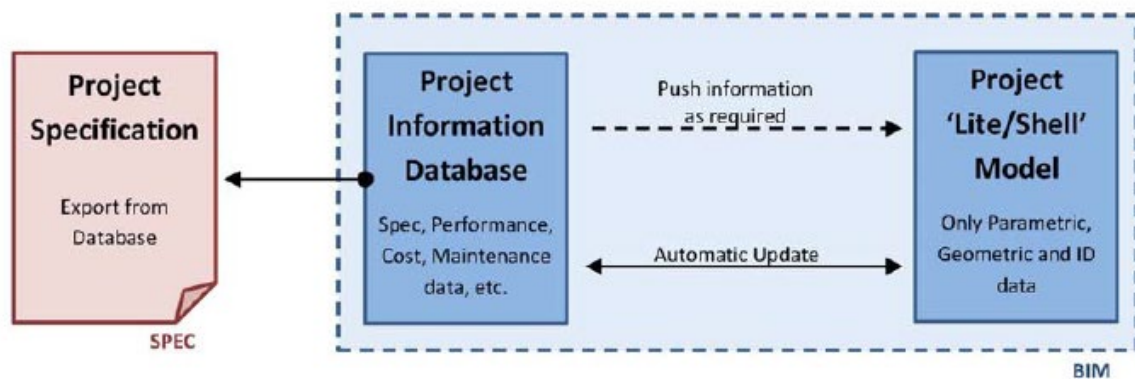 Project
Specification
Export from
Database
SPEC
Project
Information
Database
Spec, Performance,
Cost, Maintenance
data, etc.
Push information
as required
Automatic Update
Project
‘Lite/Shell’
Model
Only Parametric,
Geometric and ID
data
BIM